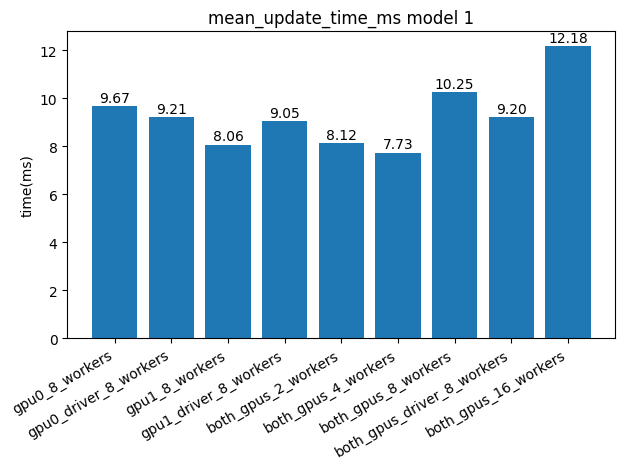 mean_update_time_ms model 1
time(ms)
12
10
8
6
4
2
0
9.67
9.21
8.06
9.05
8.12
7.73
10.25
9.20
12.18
gpu0_8_workers
gpu0_driver_8_workers
gpu1_8_workers
gpu1_driver_8_workers
both_gpus_2_workers
both_gpus_4_workers
both_gpus_8_workers
both_gpus_driver_8_workers
both_gpus_16_workers